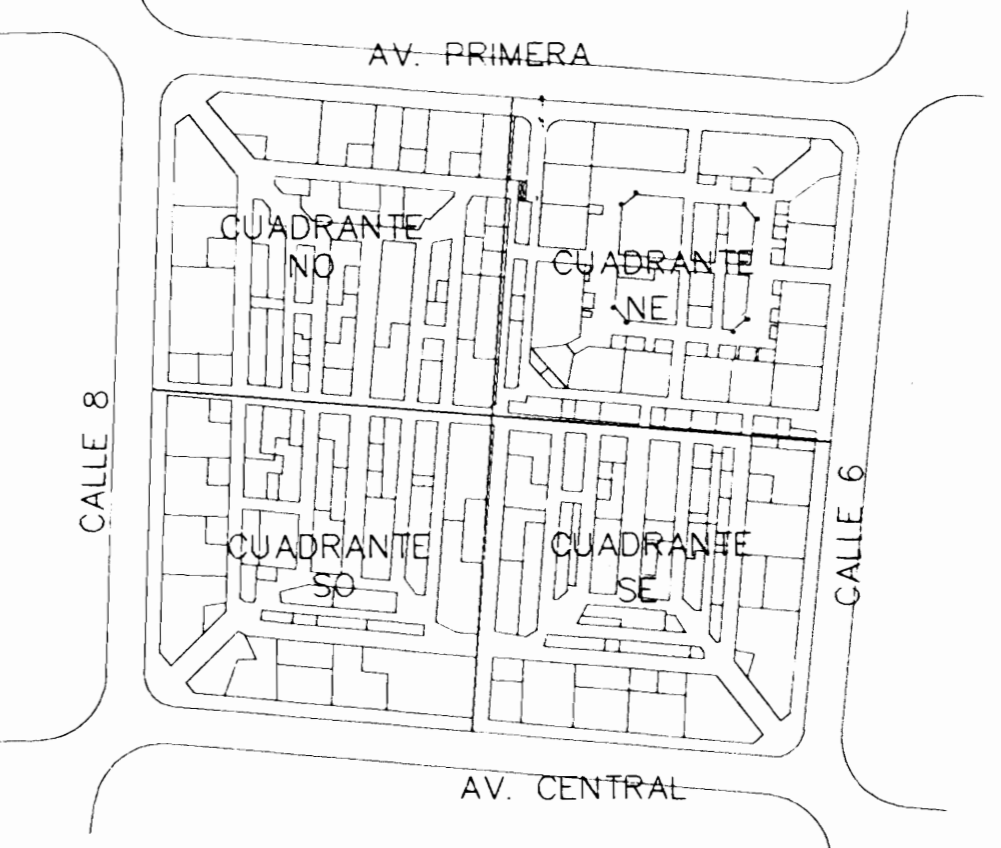 AV. PRIMERA
CUADRANTE
NO
CUADRANTE
NE
CALLE 8
CALLE 6
CUADRANTE
SO
CUADRANTE
SE
AV. CENTRAL